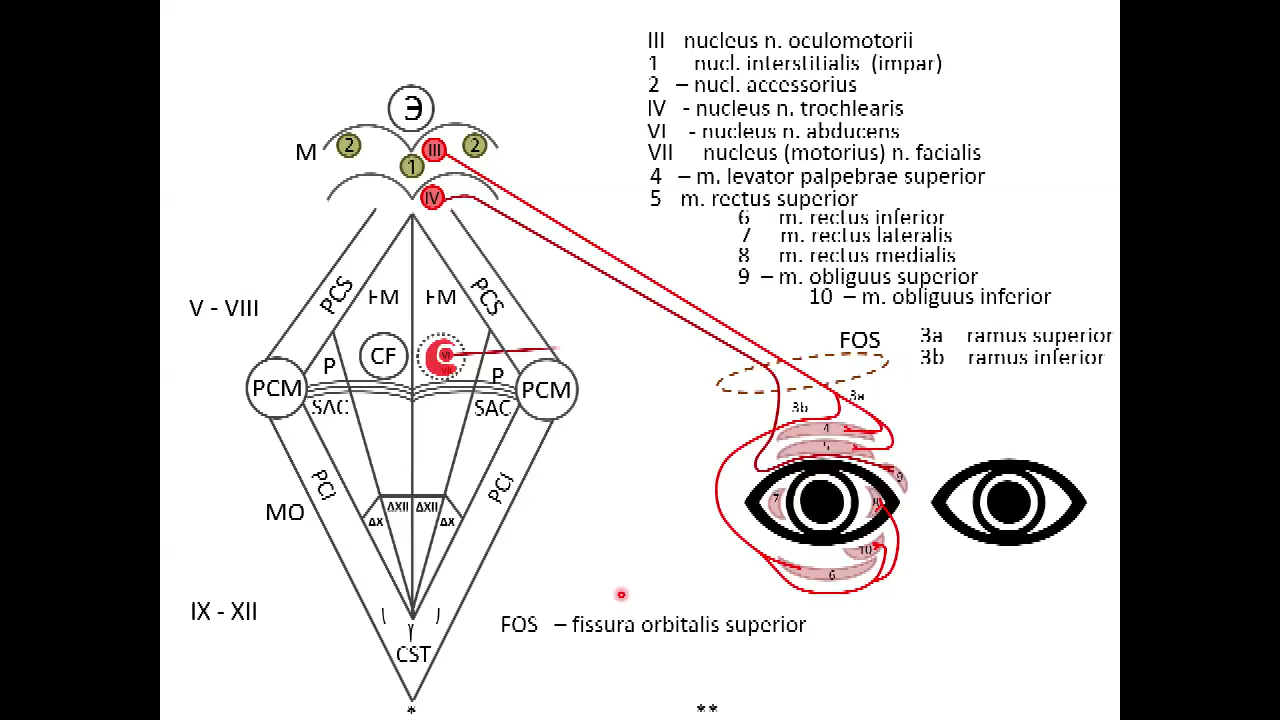 III nucleus n. oculomotorii
1 nucl. interstitialis (impar)
2 – nucl. accessorius
IV - nucleus n. trochlearis
VI - nucleus n. abducens
VII nucleus (motorius) n. facialis
4 – m. levator palpebrae superior
5 m. rectus superior
6 m. rectus inferior
7 m. rectus lateralis
8 m. rectus medialis
9 – m. obliguus superior
10 – m. obliguus inferior
FOS 3a ramus superior
3b ramus inferior
Э
M 2 III 2
1
IV
PCS PCS
FM FM
V - VIII
CF VI
VII
P P
PCM PCM
SAC SAC
3a
3b
4
5
9
7 8
10
6
PCI PCI
ΔXII ΔXII
MO ΔX ΔX
IX - XII
FOS – fissura orbitalis superior
CST
* **